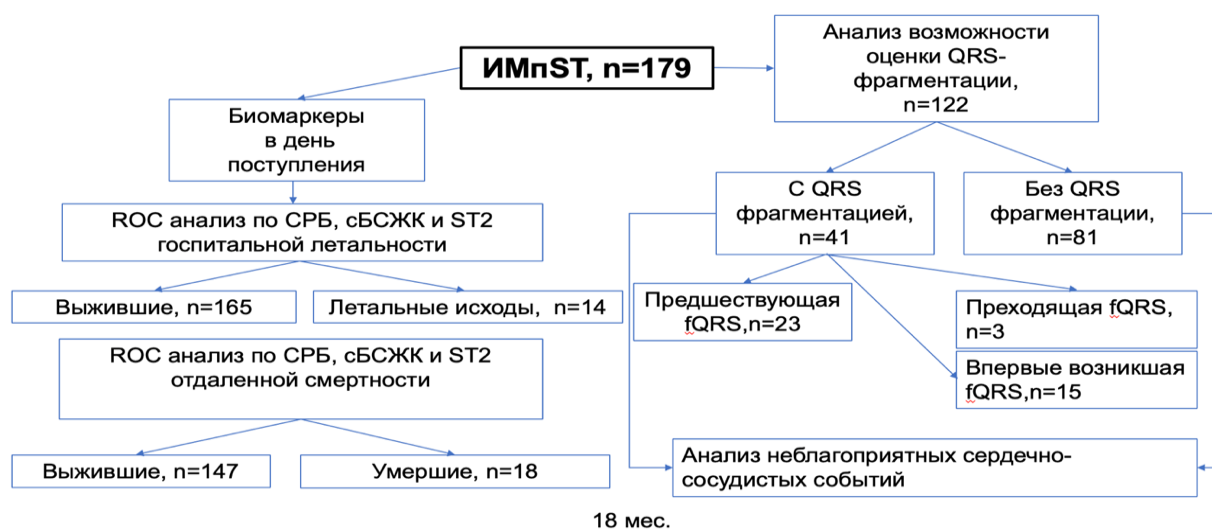 ИМпST, n=179
Анализ возможности
оценки QRS-
фрагментации,
n=122
Биомаркеры
в день
поступления
ROC анализ по СРБ, сБСЖК и ST2
госпитальной летальности
Выжившие, n=165
Летальные исходы, n=14
ROC анализ по СРБ, сБСЖК и ST2
отдаленной смертности
Выжившие, n=147
Умершие, n=18
С QRS
фрагментацией,
n=41
Без QRS
фрагментации,
n=81
Предшествующая
fQRS,n=23
Преходящая fQRS,
n=3
Впервые возникшая
fQRS,n=15
Анализ неблагоприятных сердечно-
сосудистых событий
18 мес.